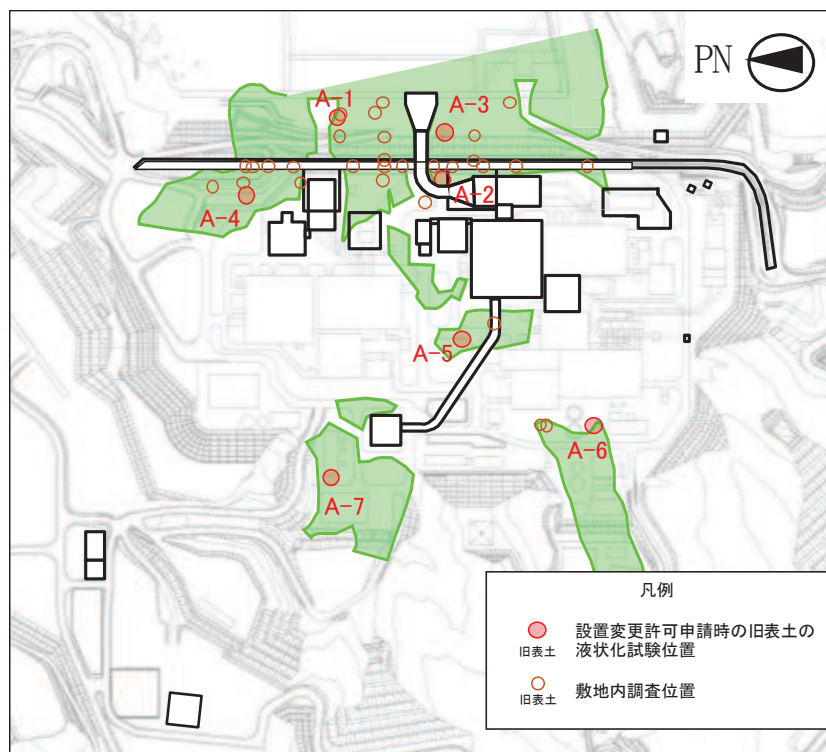 PN
A-1
A-3
A-2
A-4
A-5
A-6
A-7
凡例
旧表土
設置変更許可申請時の旧表土の
液状化試験位置
旧表土
敷地内調査位置